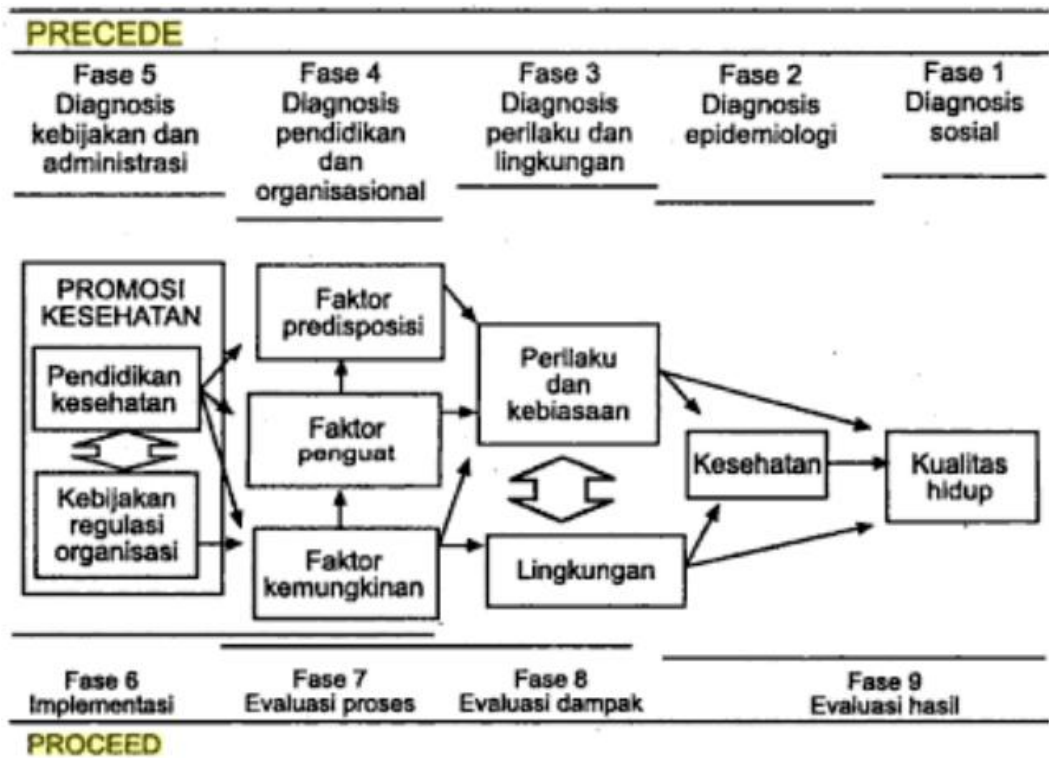 PRECEDE
Fase 5
Diagnosis
kebijakan dan
administrasi
Fase 4
Diagnosis
pendidikan
dan
organisasional
Fase 3
Diagnosis
perilaku dan
lingkungan
Fase 2
Diagnosis
epidemiologi
Fase 1
Diagnosis
sosial
PROMOSI
KESEHATAN
Pendidikan
kesehatan
Kebijakan
regulasi
organisasi
Faktor
predisposisi
Faktor
penguat
Faktor
kemungkinan
Perilaku
dan
kebiasaan
Lingkungan
Kesehatan
Kualitas
hidup
Fase 6
Implementasi
Fase 7
Evaluasi proses
Fase 8
Evaluasi dampak
Fase 9
Evaluasi hasil
PROCEED